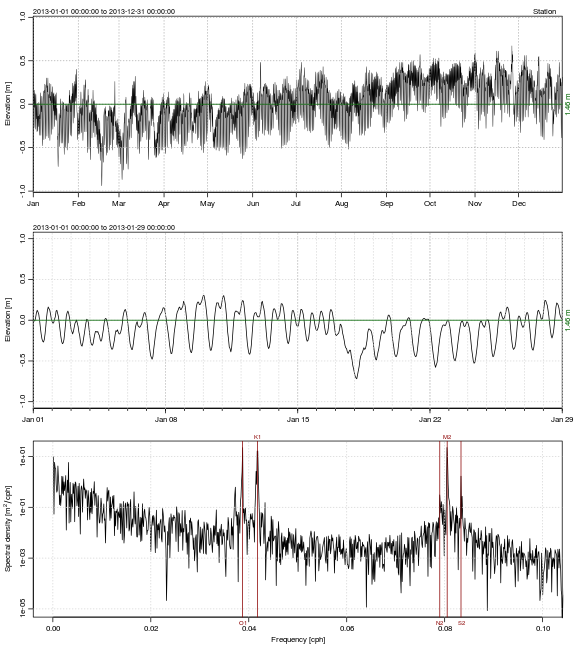 2013-01-01 00:00:00 to 2013-12-31 00:00:00 Station
1.0
0.5
0.0
-0.5
-1.0
Elevation [m]
1.46 m
Jan Feb Mar Apr May Jun Jul Aug Sep Oct Nov Dec
2013-01-01 00:00:00 to 2013-01-29 00:00:00
1.0
0.5
0.0
-0.5
-1.0
Elevation [m]
1.46 m
Jan 01 Jan 08 Jan 15 Jan 22 Jan 29
K1 M2
1e+01
1e-01
1e-03
1e-05
Spectral density [m²/cph]
O1 N2 S2
0.00 0.02 0.04 0.06 0.08 0.10
Frequency [cph]